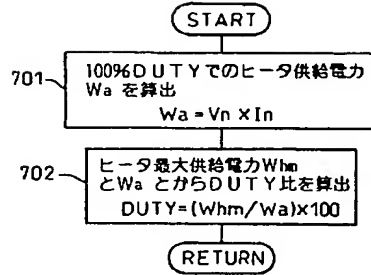 START
701
100%DUTYでのヒータ供給電力
Waを算出
Wa=Vn×In
702
ヒータ最大供給電力Whm
とWaとからDUTY比を算出
DUTY=(Whm/Wa)×100
RETURN